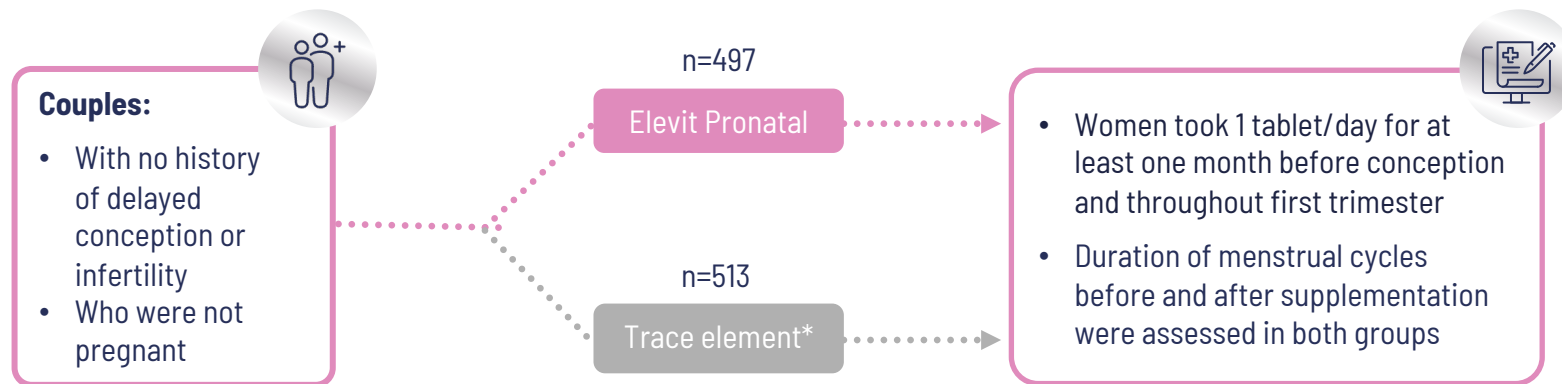 Couples:
• With no history
of delayed
conception or
infertility
• Who were not
pregnant
n=497
Elevit Pronatal
n=513
Trace element*
• Women took 1 tablet/day for at
least one month before conception
and throughout first trimester
• Duration of menstrual cycles
before and after supplementation
were assessed in both groups